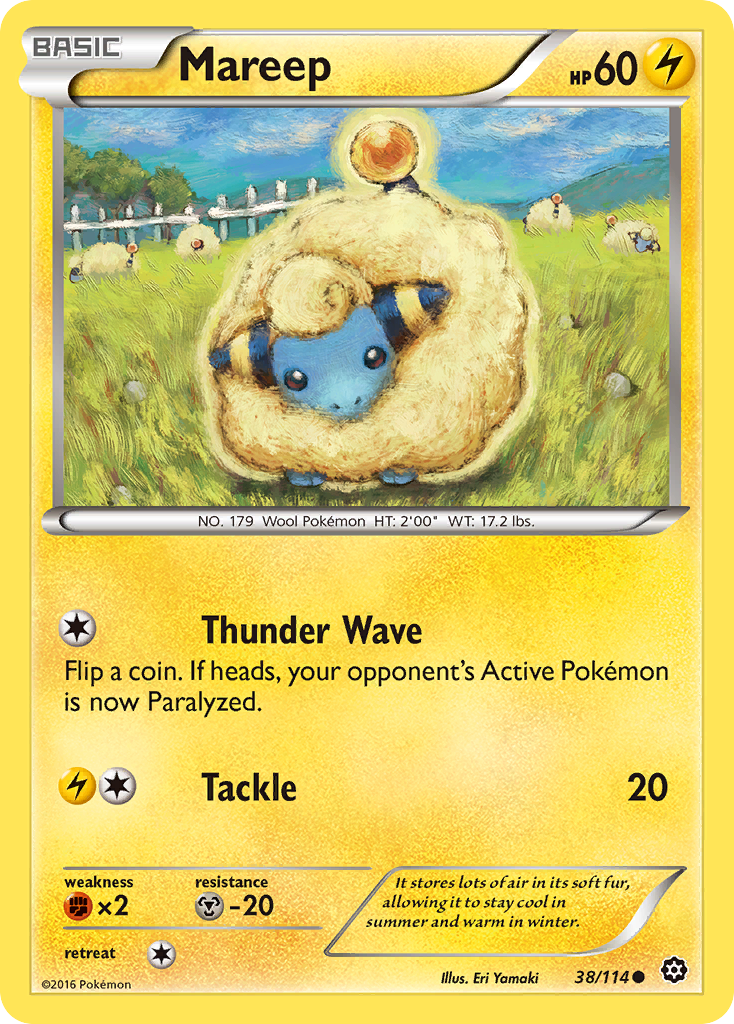 BASIC Mareep HP60
NO. 179 Wool Pokémon HT: 2'00" WT: 17.2 lbs.
Thunder Wave
Flip a coin. If heads, your opponent's Active Pokémon
is now Paralyzed.
Tackle 20
weakness resistance
×2 -20
retreat
It stores lots of air in its soft fur,
allowing it to stay cool in
summer and warm in winter.
©2016 Pokémon
Illus. Eri Yamaki 38/114